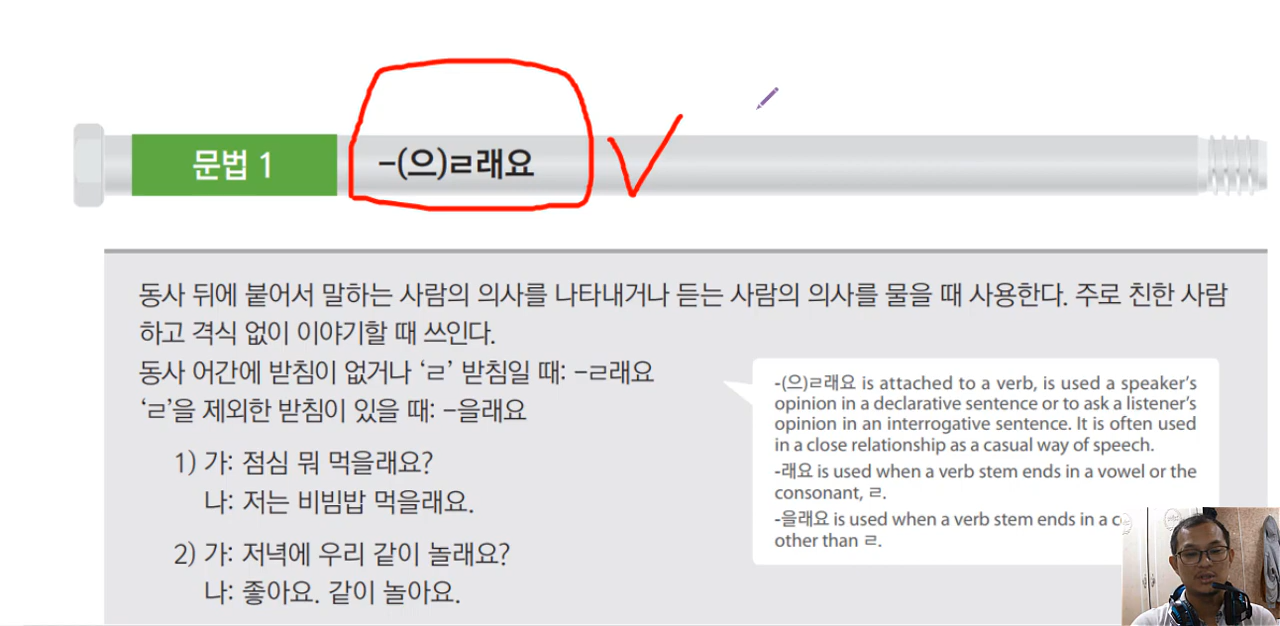 문법 1
-(으)ㄹ래요
동사 뒤에 붙어서 말하는 사람의 의사를 나타내거나 듣는 사람의 의사를 물을 때 사용한다. 주로 친한 사람
하고 격식 없이 이야기할 때 쓰인다.
동사 어간에 받침이 없거나 ‘ㄹ’ 받침일 때: -ㄹ래요
‘ㄹ’을 제외한 받침이 있을 때: -을래요
1) 가: 점심 뭐 먹을래요?
나: 저는 비빔밥 먹을래요.
2) 가: 저녁에 우리 같이 놀래요?
나: 좋아요. 같이 놀아요.
-(으)ㄹ래요 is attached to a verb, is used a speaker’s
opinion in a declarative sentence or to ask a listener’s
opinion in an interrogative sentence. It is often used
in a close relationship as a casual way of speech.
-래요 is used when a verb stem ends in a vowel or the
consonant, ㄹ.
-을래요 is used when a verb stem ends in a
other than ㄹ.